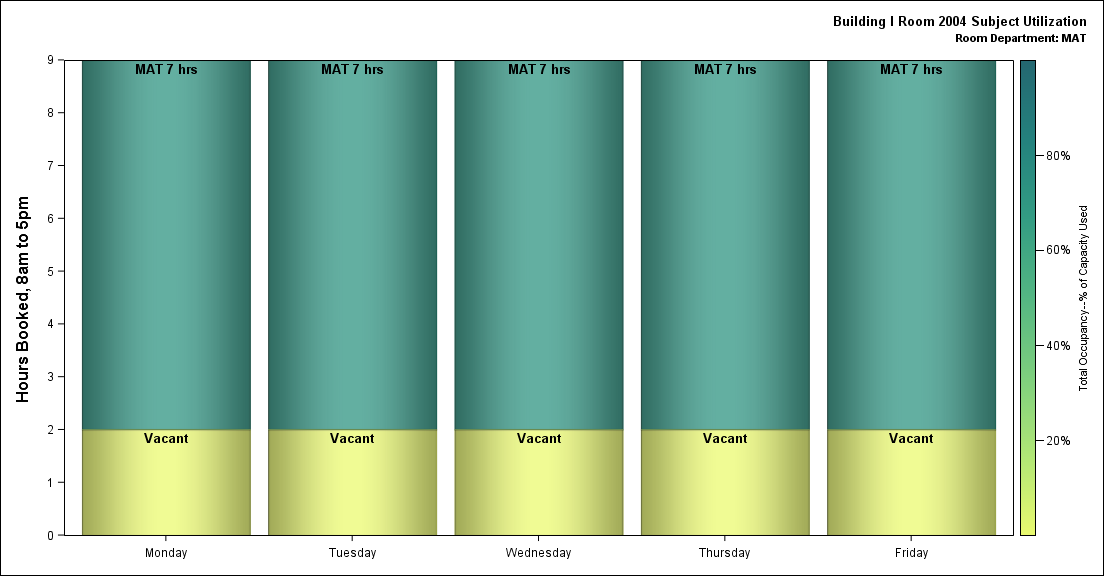 Building I Room 2004 Subject Utilization
Room Department: MAT
Hours Booked, 8am to 5pm
9
8
7
6
5
4
3
2
1
0
MAT 7 hrs
MAT 7 hrs
MAT 7 hrs
MAT 7 hrs
MAT 7 hrs
Vacant
Vacant
Vacant
Vacant
Vacant
Monday
Tuesday
Wednesday
Thursday
Friday
80%
60%
40%
20%
Total Occupancy--% of Capacity Used